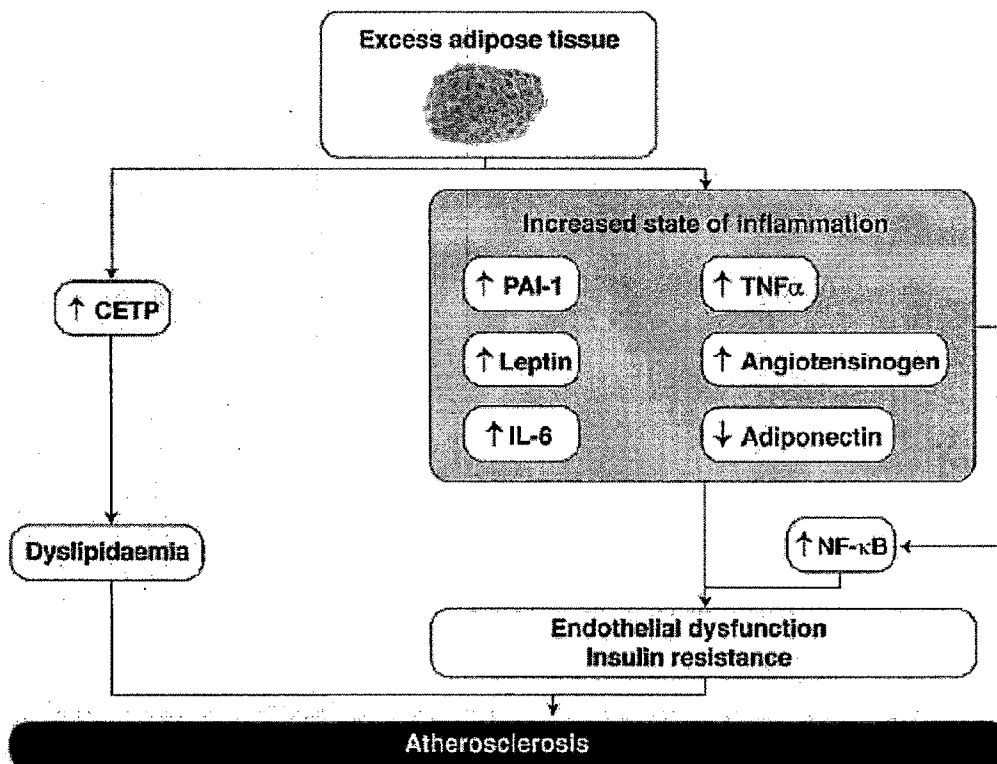 Excess adipose tissue
Increased state of inflammation
↑ CETP
↑ PAI-1
↑ TNFα
↑ Leptin
↑ Angiotensinogen
↑ IL-6
↓ Adiponectin
Dyslipidaemia
↑ NF-κB
Endothelial dysfunction
Insulin resistance
Atherosclerosis